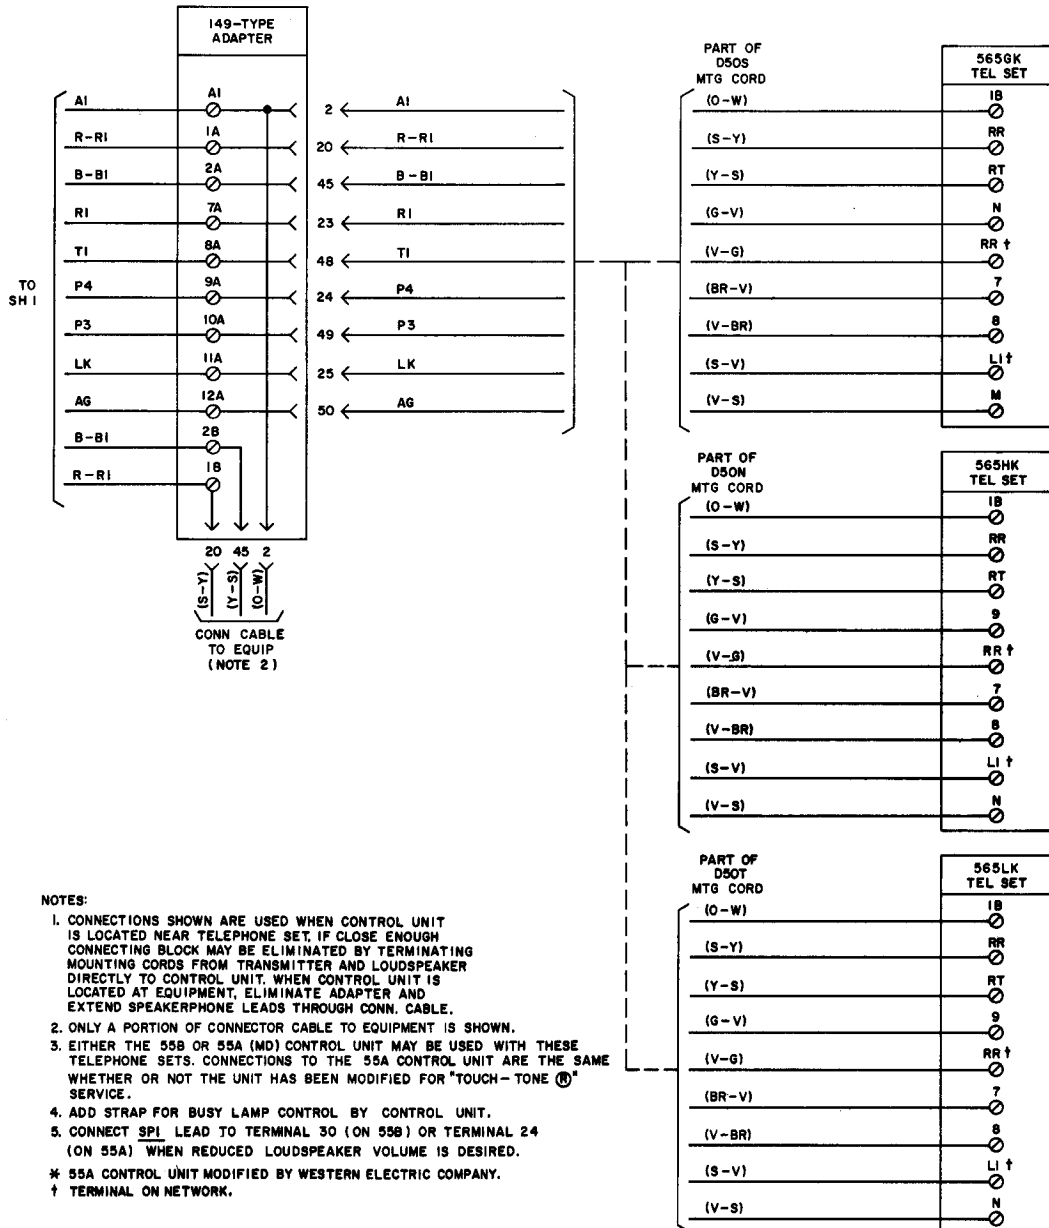 149-TYPE
ADAPTER
TO
SH 1
A1 A1 2 A1
R-R1 1A 20 R-R1
B-B1 2A 45 B-B1
R1 7A 23 R1
T1 8A 48 T1
P4 9A 24 P4
P3 10A 49 P3
LK 11A 25 LK
AG 12A 50 AG
B-B1 2B
R-R1 1B
20 45 2
(S-Y) (Y-S) (O-W)
CONN CABLE
TO EQUIP
(NOTE 2)
PART OF
D50S
MTG CORD
565GK
TEL SET
(O-W) 1B
(S-Y) RR
(Y-S) RT
(G-V) N
(V-G) RR †
(BR-V) 7
(V-BR) 8
(S-V) L1†
(V-S) M
PART OF
D50N
MTG CORD
565HK
TEL SET
(O-W) 1B
(S-Y) RR
(Y-S) RT
(G-V) 9
(V-G) RR †
(BR-V) 7
(V-BR) 8
(S-V) L1 †
(V-S) N
PART OF
D50T
MTG CORD
565LK
TEL SET
(O-W) 1B
(S-Y) RR
(Y-S) RT
(G-V) 9
(V-G) RR †
(BR-V) 7
(V-BR) 8
(S-V) L1 †
(V-S) N
NOTES:
1. CONNECTIONS SHOWN ARE USED WHEN CONTROL UNIT
IS LOCATED NEAR TELEPHONE SET, IF CLOSE ENOUGH
CONNECTING BLOCK MAY BE ELIMINATED BY TERMINATING
MOUNTING CORDS FROM TRANSMITTER AND LOUDSPEAKER
DIRECTLY TO CONTROL UNIT. WHEN CONTROL UNIT IS
LOCATED AT EQUIPMENT, ELIMINATE ADAPTER AND
EXTEND SPEAKERPHONE LEADS THROUGH CONN. CABLE.
2. ONLY A PORTION OF CONNECTOR CABLE TO EQUIPMENT IS SHOWN.
3. EITHER THE 55B OR 55A (MD) CONTROL UNIT MAY BE USED WITH THESE
TELEPHONE SETS. CONNECTIONS TO THE 55A CONTROL UNIT ARE THE SAME
WHETHER OR NOT THE UNIT HAS BEEN MODIFIED FOR "TOUCH-TONE ®"
SERVICE.
4. ADD STRAP FOR BUSY LAMP CONTROL BY CONTROL UNIT.
5. CONNECT SP1 LEAD TO TERMINAL 30 (ON 55B) OR TERMINAL 24
(ON 55A) WHEN REDUCED LOUDSPEAKER VOLUME IS DESIRED.
* 55A CONTROL UNIT MODIFIED BY WESTERN ELECTRIC COMPANY.
† TERMINAL ON NETWORK.